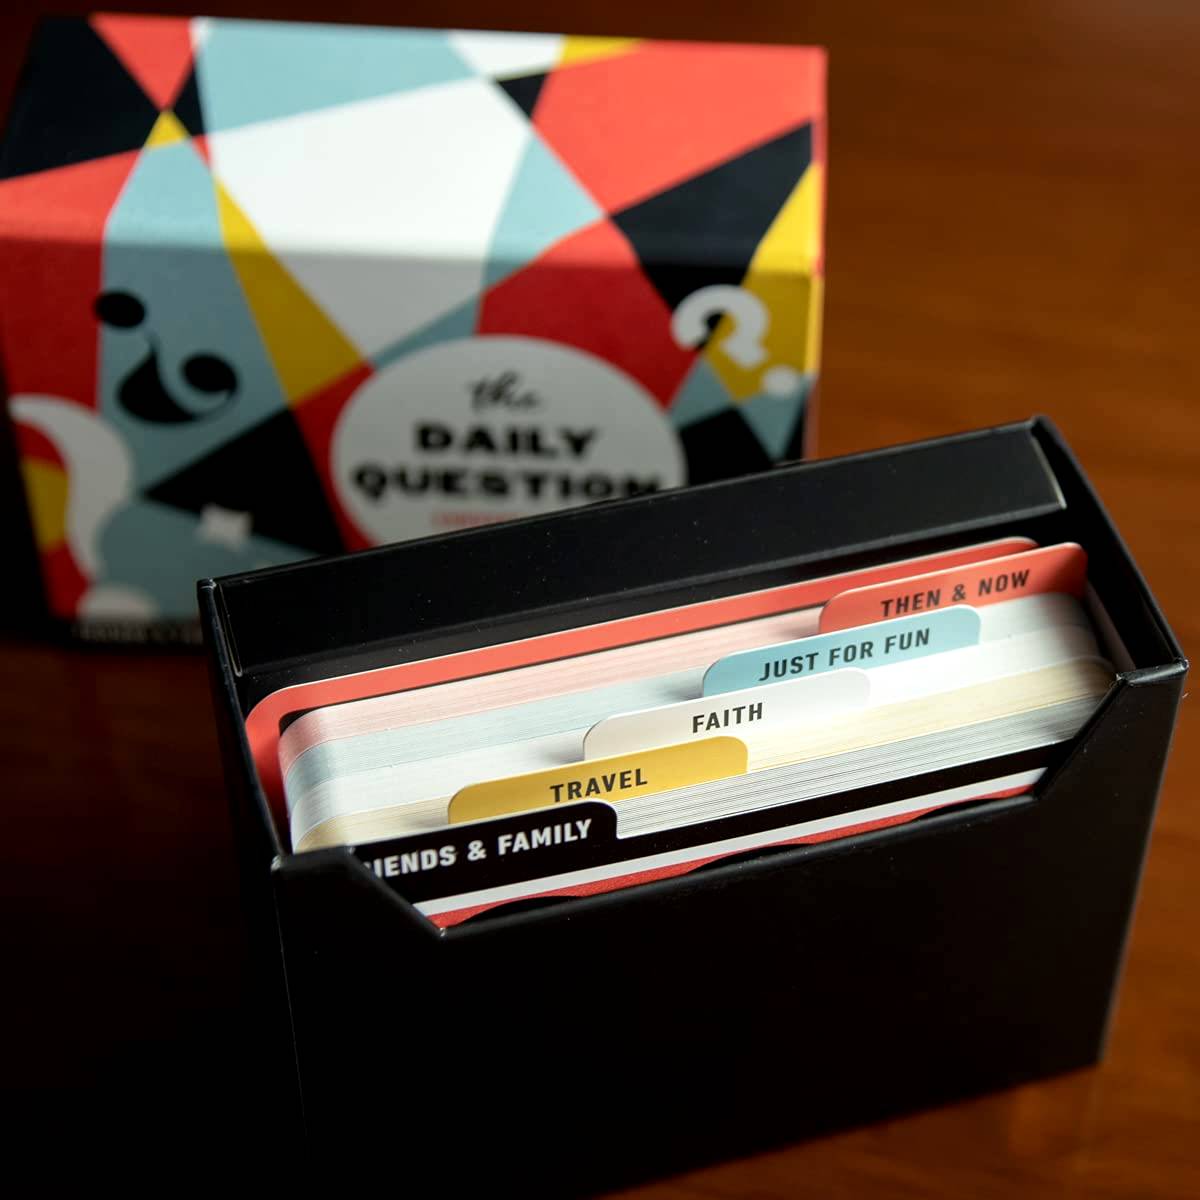 the
DAILY
QUESTION
THEN & NOW
JUST FOR FUN
FAITH
TRAVEL
IENDS & FAMILY